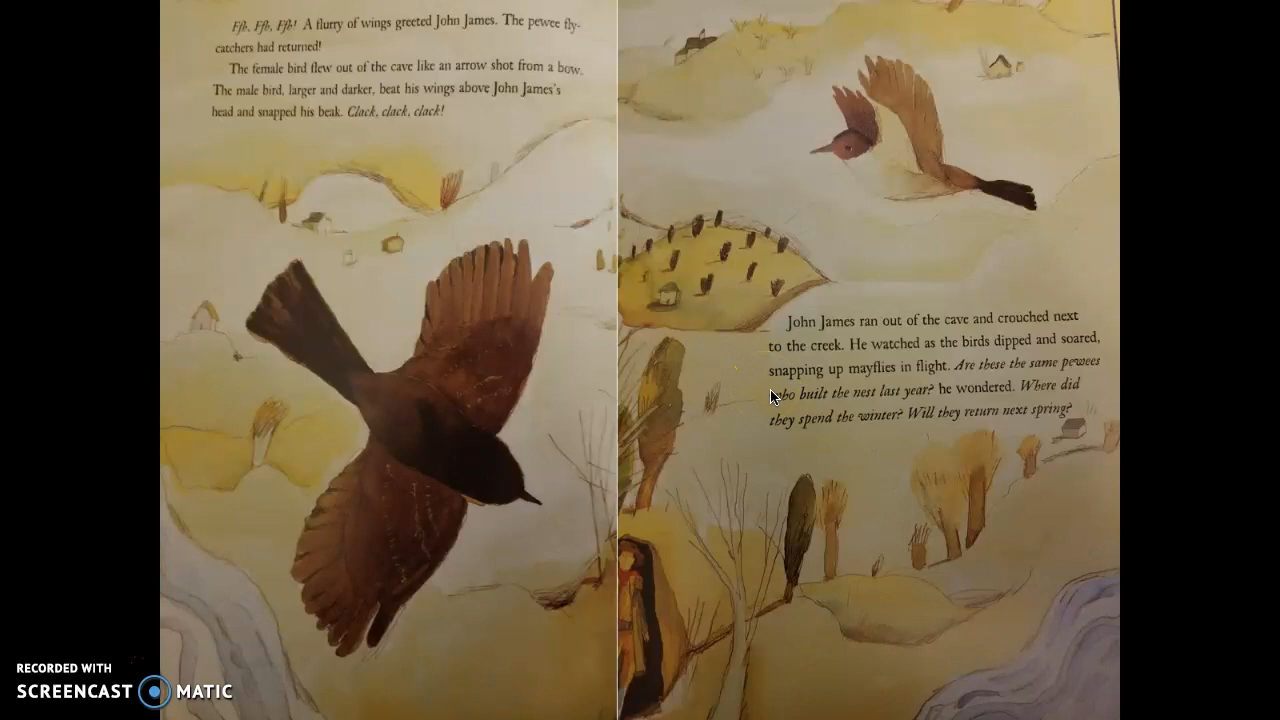 Ffh, Ffh, Ffh! A flurry of wings greeted John James. The pewee fly-
catchers had returned!
The female bird flew out of the cave like an arrow shot from a bow.
The male bird, larger and darker, beat his wings above John James's
head and snapped his beak. Clack, clack, clack!
John James ran out of the cave and crouched next
to the creek. He watched as the birds dipped and soared,
snapping up mayflies in flight. Are these the same pewees
who built the nest last year? he wondered. Where did
they spend the winter? Will they return next spring?
RECORDED WITH
SCREENCAST MATIC